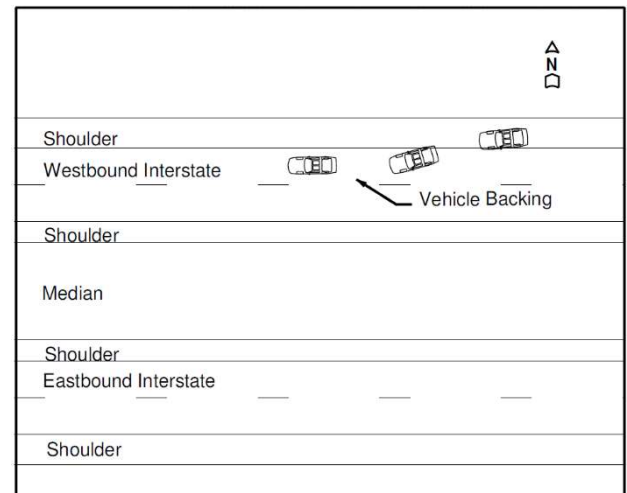 N
Shoulder
Westbound Interstate
Vehicle Backing
Shoulder
Median
Shoulder
Eastbound Interstate
Shoulder